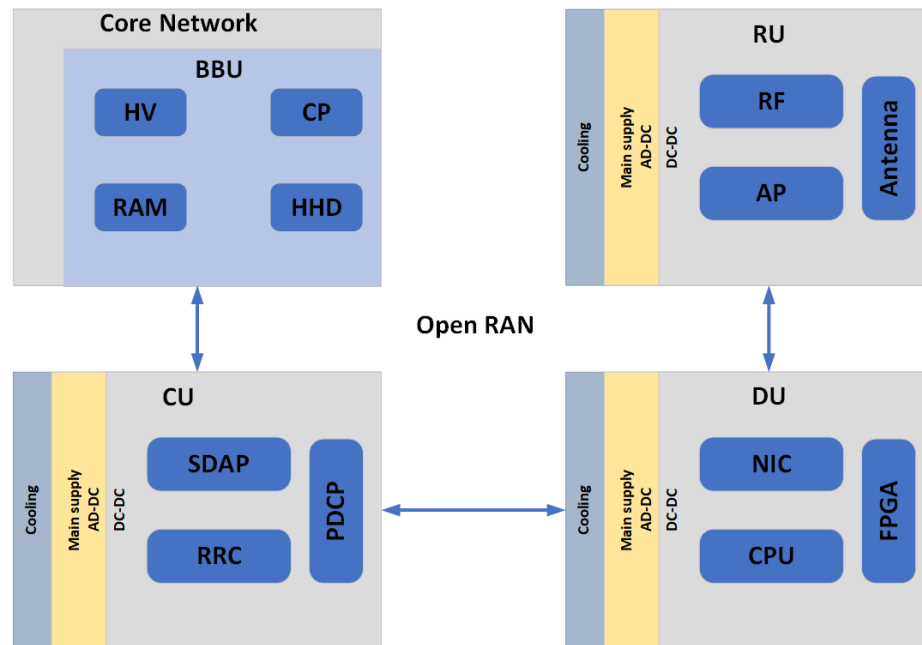 Core Network
BBU
HV
CP
RAM
HHD
RU
Cooling
Main supply
AD-DC
DC-DC
RF
AP
Antenna
Open RAN
CU
Cooling
Main supply
AD-DC
DC-DC
SDAP
RRC
PDCP
DU
Cooling
Main supply
AD-DC
DC-DC
NIC
CPU
FPGA